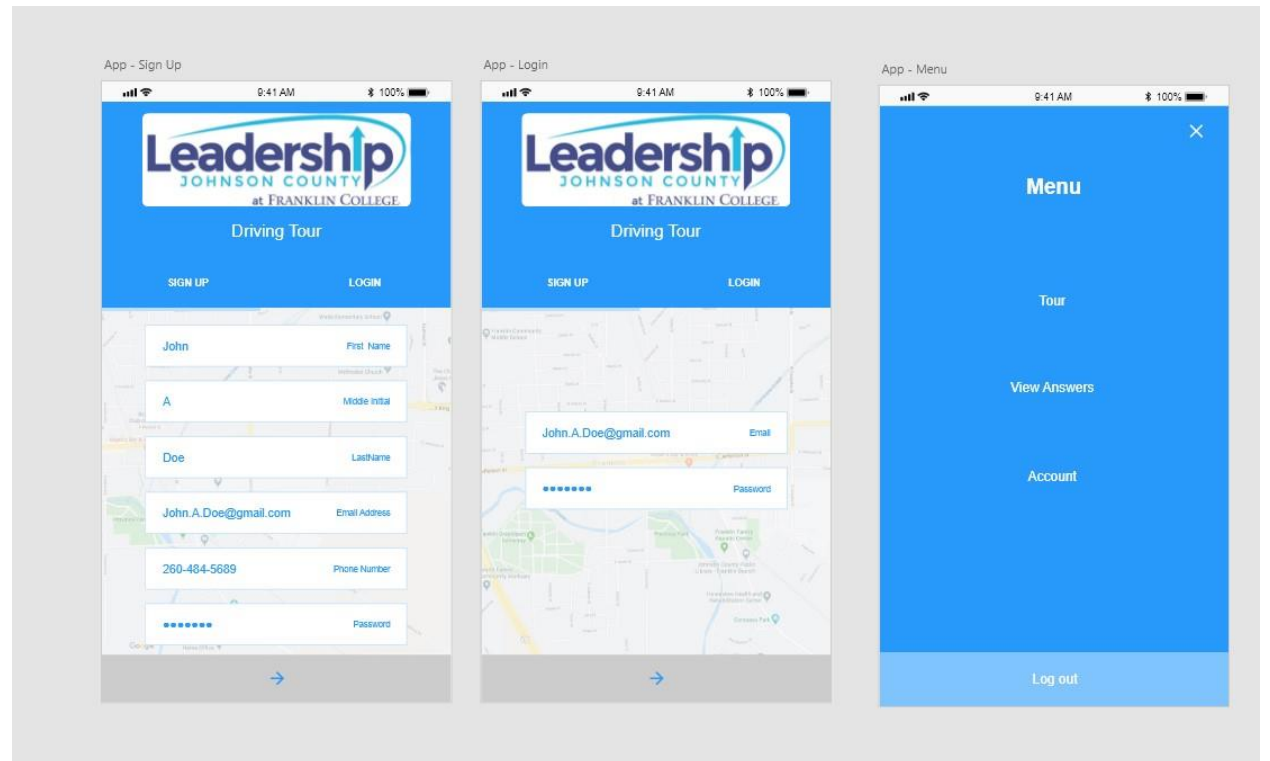 App - Sign Up
9:41 AM
100%
Leadership
JOHNSON COUNTY
at FRANKLIN COLLEGE
Driving Tour
SIGN UP
LOGIN
John
First Name
A
Middle Initial
Doe
LastName
John.A.Doe@gmail.com
Email Address
260-484-5689
Phone Number
Password
Google
App - Login
9:41 AM
100%
Leadership
JOHNSON COUNTY
at FRANKLIN COLLEGE
Driving Tour
SIGN UP
LOGIN
John.A.Doe@gmail.com
Email
Password
App - Menu
9:41 AM
100%
Menu
Tour
View Answers
Account
Log out